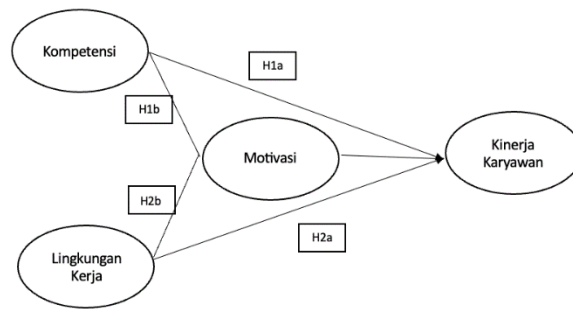 Kompetensi
H1a
H1b
Motivasi
Kinerja
Karyawan
H2b
H2a
Lingkungan
Kerja